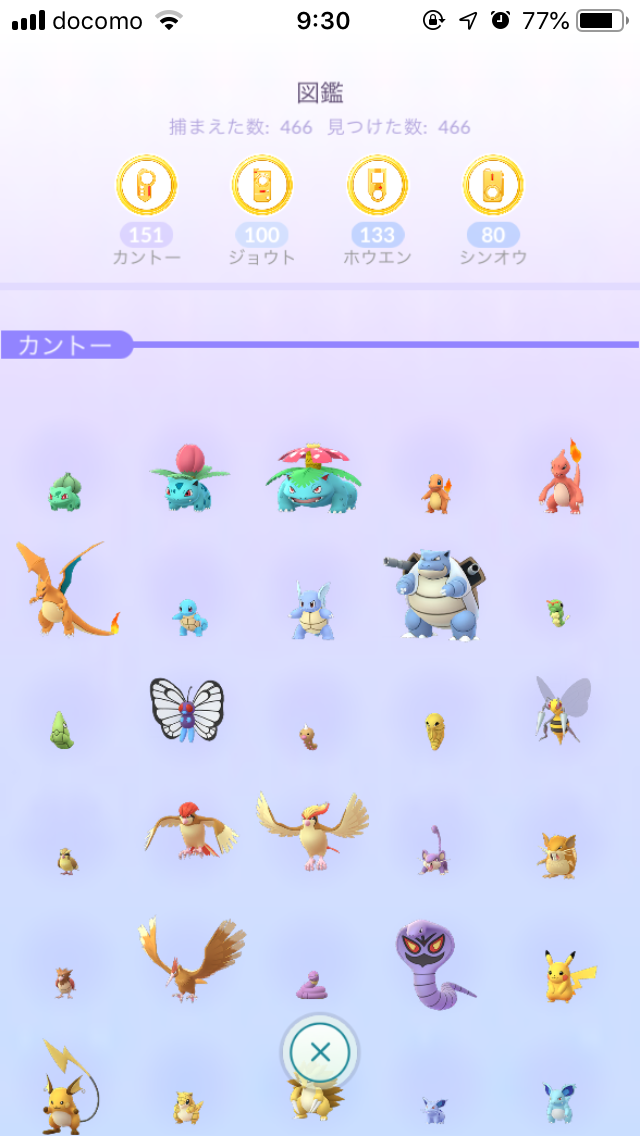 docomo 9:30 77%
図鑑
捕まえた数: 466 見つけた数: 466
151 100 133 80
カントー ジョウト ホウエン シンオウ
カントー